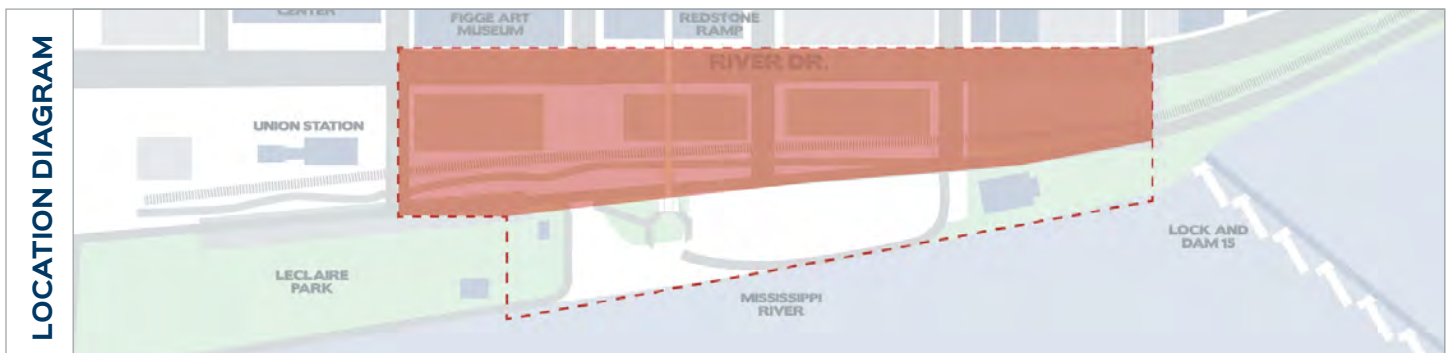 LOCATION DIAGRAM
CENTER
FIGGE ART
MUSEUM
REDSTONE
RAMP
RIVER DR.
UNION STATION
LECLAIRE
PARK
MISSISSIPPI
RIVER
LOCK AND
DAM 15